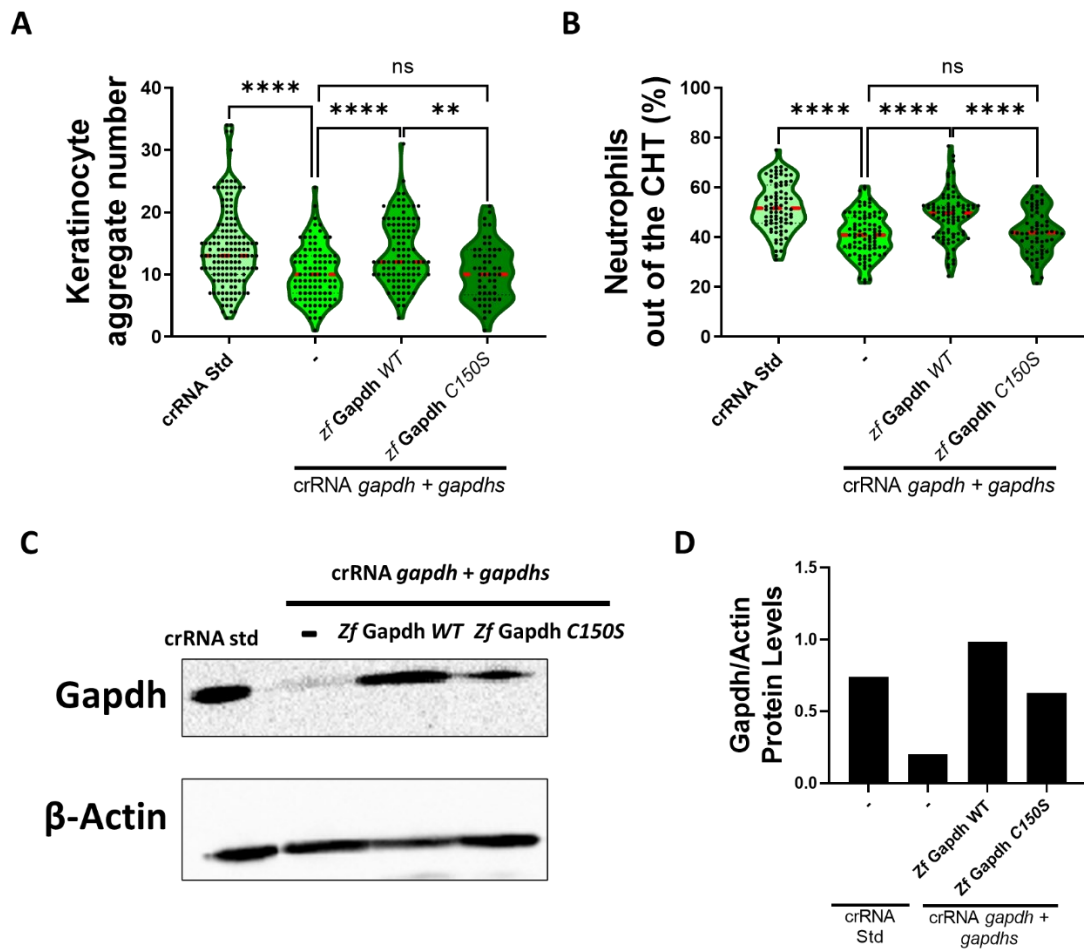 A
Keratinocyte
aggregate number
40
30
20
10
0
ns
****
****
**
crRNA Std
-
zf Gapdh WT
zf Gapdh C150S
crRNA gapdh + gapdhs
B
Neutrophils
out of the CHT (%)
100
80
60
40
20
0
ns
****
****
****
crRNA Std
-
zf Gapdh WT
zf Gapdh C150S
crRNA gapdh + gapdhs
C
crRNA gapdh + gapdhs
crRNA std
-
Zf Gapdh WT
Zf Gapdh C150S
Gapdh
β-Actin
D
Gapdh/Actin
Protein Levels
1.5
1.0
0.5
0.0
-
-
Zf Gapdh WT
Zf Gapdh C150S
crRNA
Std
crRNA gapdh +
gapdhs